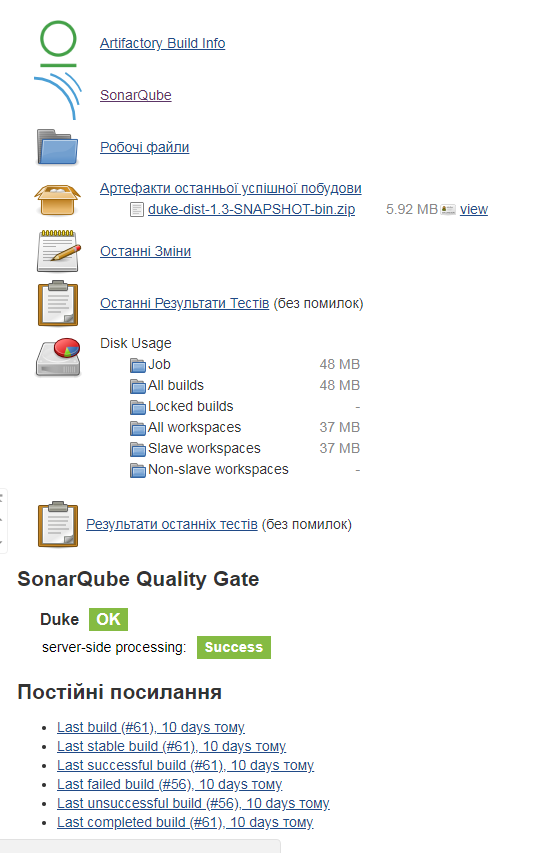 Artifactory Build Info
SonarQube
Робочі файли
Артефакти останньої успішної побудови
duke-dist-1.3-SNAPSHOT-bin.zip 5.92 MB view
Останні Зміни
Останні Результати Тестів (без помилок)
Disk Usage
Job 48 MB
All builds 48 MB
Locked builds -
All workspaces 37 MB
Slave workspaces 37 MB
Non-slave workspaces -
Результати останніх тестів (без помилок)
SonarQube Quality Gate
Duke OK
server-side processing: Success
Постійні посилання
Last build (#61), 10 days тому
Last stable build (#61), 10 days тому
Last successful build (#61), 10 days тому
Last failed build (#56), 10 days тому
Last unsuccessful build (#56), 10 days тому
Last completed build (#61), 10 days тому